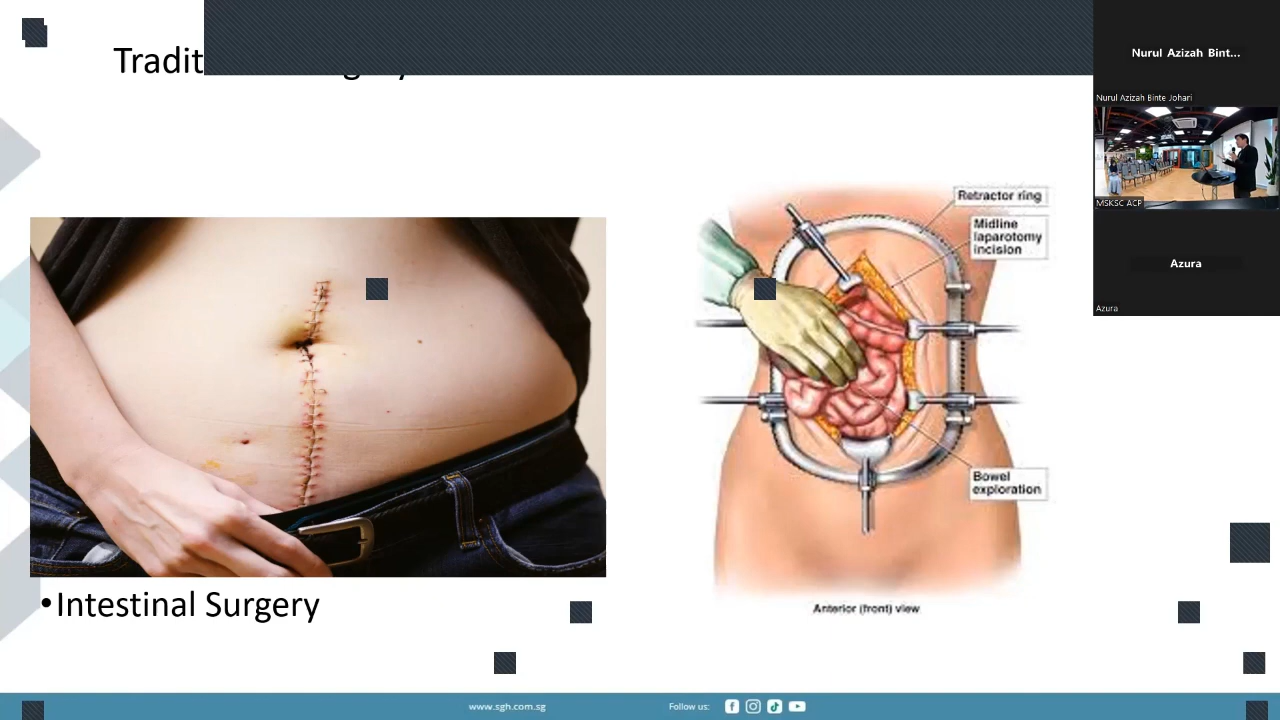 Tradit
Nurul Azizah Bint...
Nurul Azizah Binte Johari
MSKSC ACP
Azura
Azura
Retractor ring
Midline
laparotomy
incision
Bowel
exploration
Anterior (front) view
•Intestinal Surgery
www.sgh.com.sg
Follow us: